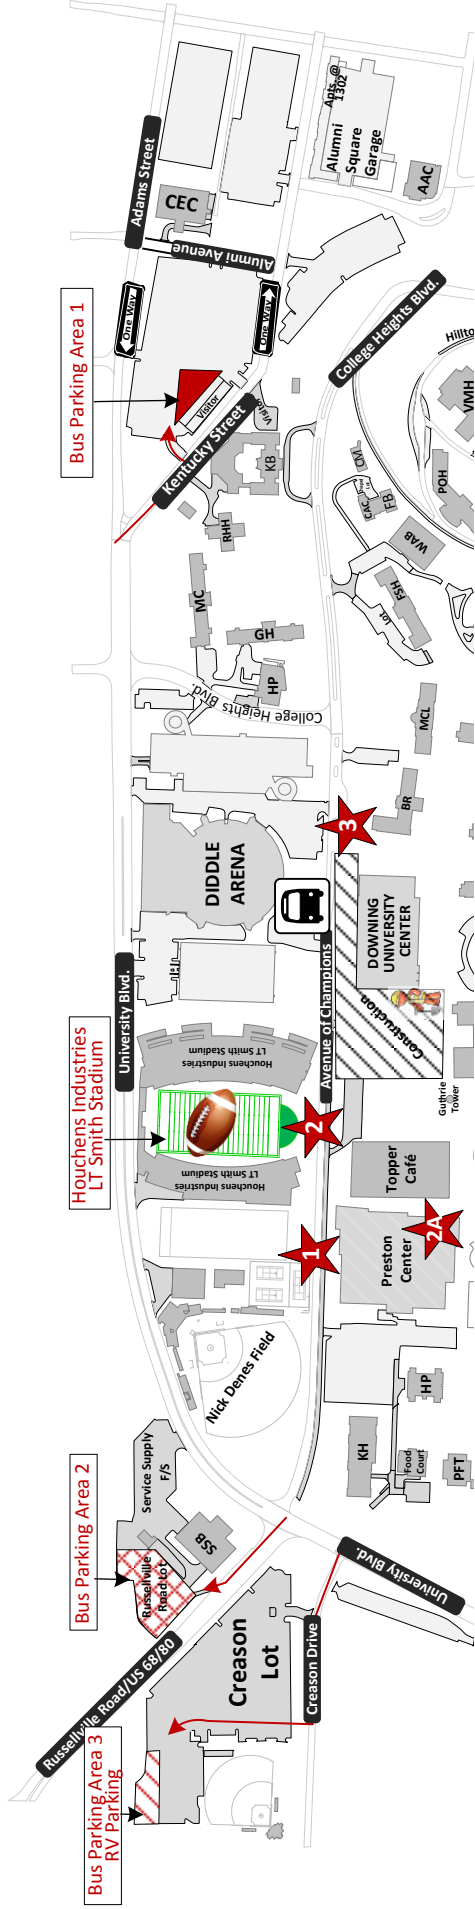 Apts. @
1302
Alumni
Square
Garage
AAC
Adams Street
CEC
Alumni Avenue
One Way
One Way
Bus Parking Area 1
Visitor
Visitor
Kentucky Street
College Heights Blvd.
KB
RHH
CM
CAC
FB
WAB
POH
VMH
MC
GH
HP
Lot
FSH
College Heights Blvd.
MCL
BR
DIDDLE
ARENA
3
DOWNING
UNIVERSITY
CENTER
Construction
University Blvd.
Avenue of Champions
Houchens Industries
LT Smith Stadium
Houchens Industries
LT Smith Stadium
Houchens Industries
LT Smith Stadium
2
Guthrie
Tower
Topper
Café
1
Preston
Center
2A
Nick Denes Field
KH
HP
Food
Court
PFT
Bus Parking Area 2
Service Supply
F/S
SSB
Russellville
Road Lot
University Blvd.
Russellville Road/US 68/80
Creason
Lot
Creason Drive
Bus Parking Area 3
RV Parking